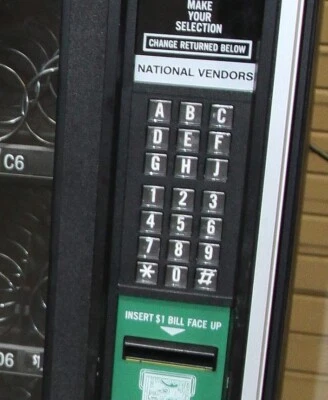 MAKE
YOUR
SELECTION
CHANGE RETURNED BELOW
NATIONAL VENDORS
A B C
D E F
G H J
1 2 3
4 5 6
7 8 9
* 0 #
C6
INSERT $1 BILL FACE UP
06 $1